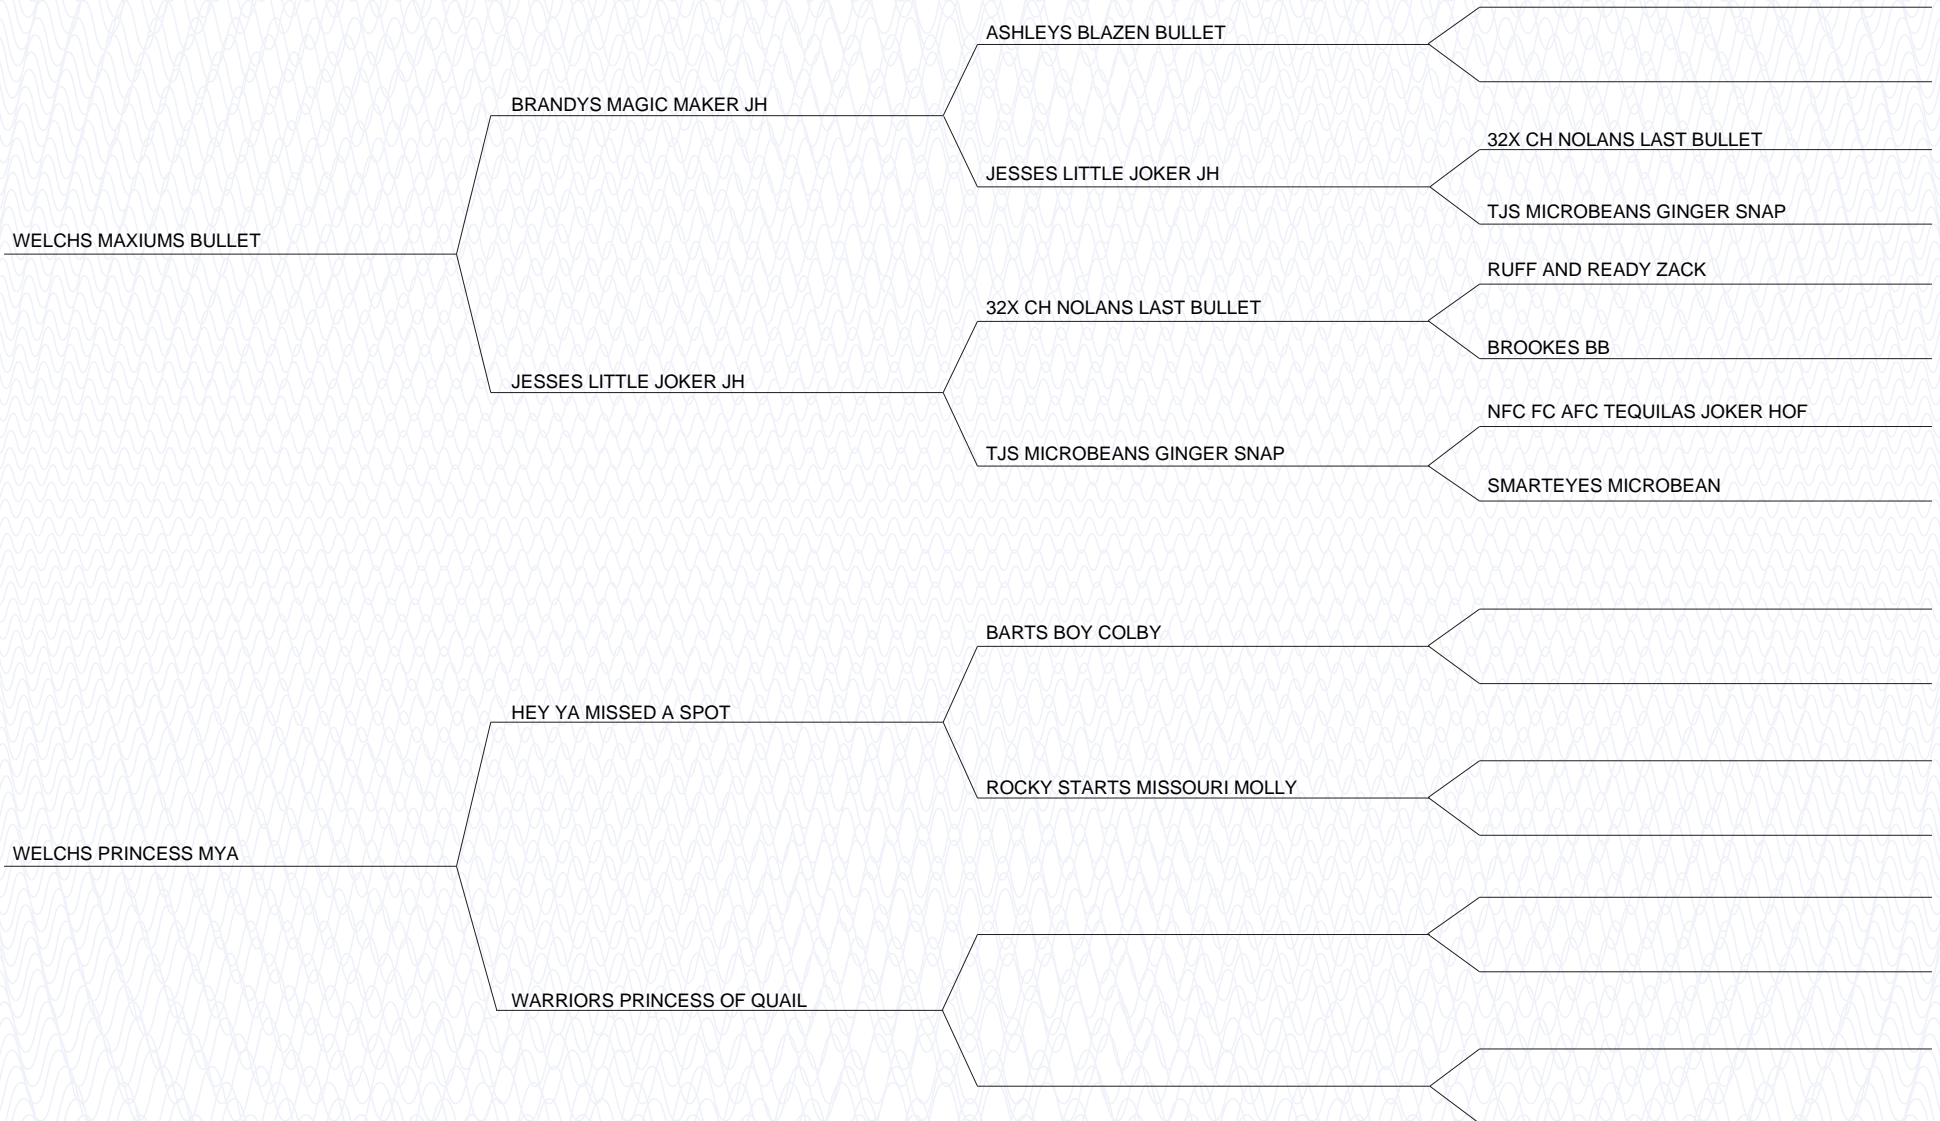 ASHLEYS BLAZEN BULLET
BRANDYS MAGIC MAKER JH
32X CH NOLANS LAST BULLET
JESSES LITTLE JOKER JH
TJS MICROBEANS GINGER SNAP
WELCHS MAXIUMS BULLET
RUFF AND READY ZACK
32X CH NOLANS LAST BULLET
BROOKES BB
JESSES LITTLE JOKER JH
NFC FC AFC TEQUILAS JOKER HOF
TJS MICROBEANS GINGER SNAP
SMARTEYES MICROBEAN
BARTS BOY COLBY
HEY YA MISSED A SPOT
ROCKY STARTS MISSOURI MOLLY
WELCHS PRINCESS MYA
WARRIORS PRINCESS OF QUAIL